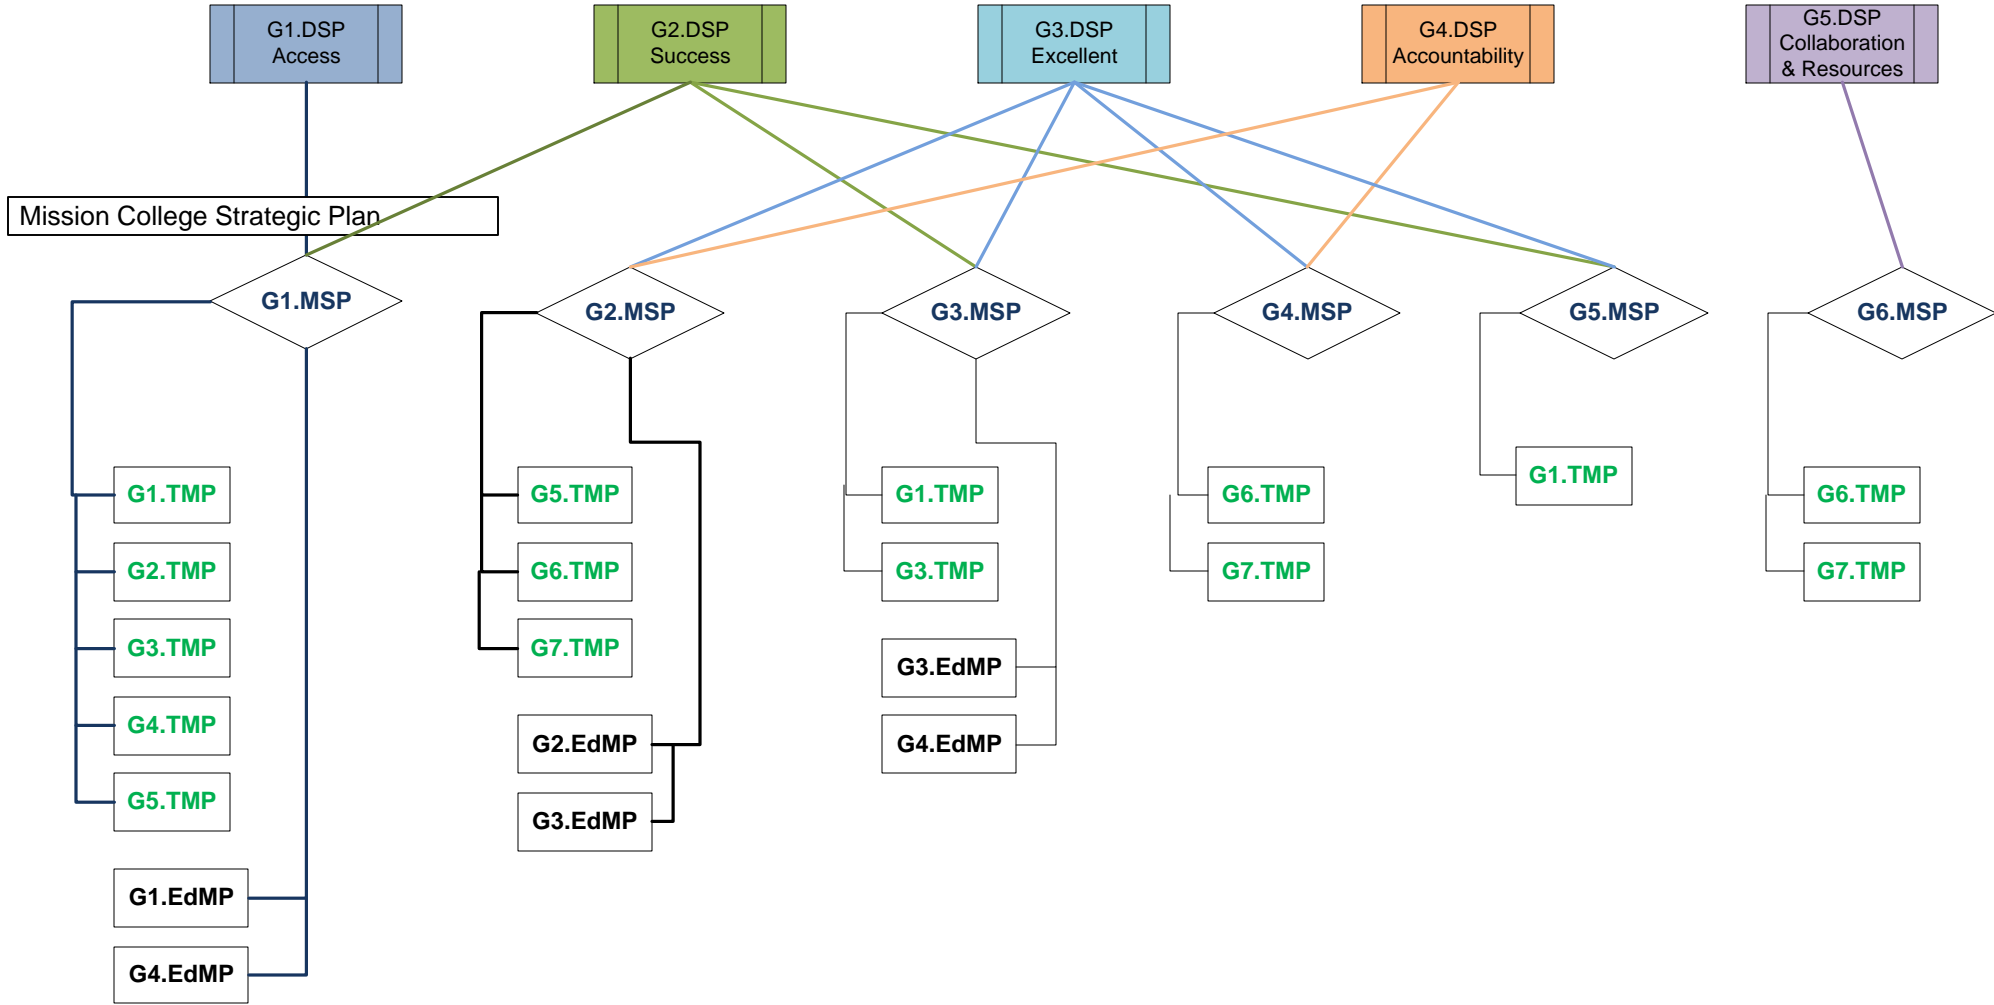 G1.DSP
Access
G2.DSP
Success
G3.DSP
Excellent
G4.DSP
Accountability
G5.DSP
Collaboration
& Resources
Mission College Strategic Plan
G1.MSP
G2.MSP
G3.MSP
G4.MSP
G5.MSP
G6.MSP
G1.TMP
G2.TMP
G3.TMP
G4.TMP
G5.TMP
G1.EdMP
G4.EdMP
G5.TMP
G6.TMP
G7.TMP
G2.EdMP
G3.EdMP
G1.TMP
G3.TMP
G3.EdMP
G4.EdMP
G6.TMP
G7.TMP
G1.TMP
G6.TMP
G7.TMP